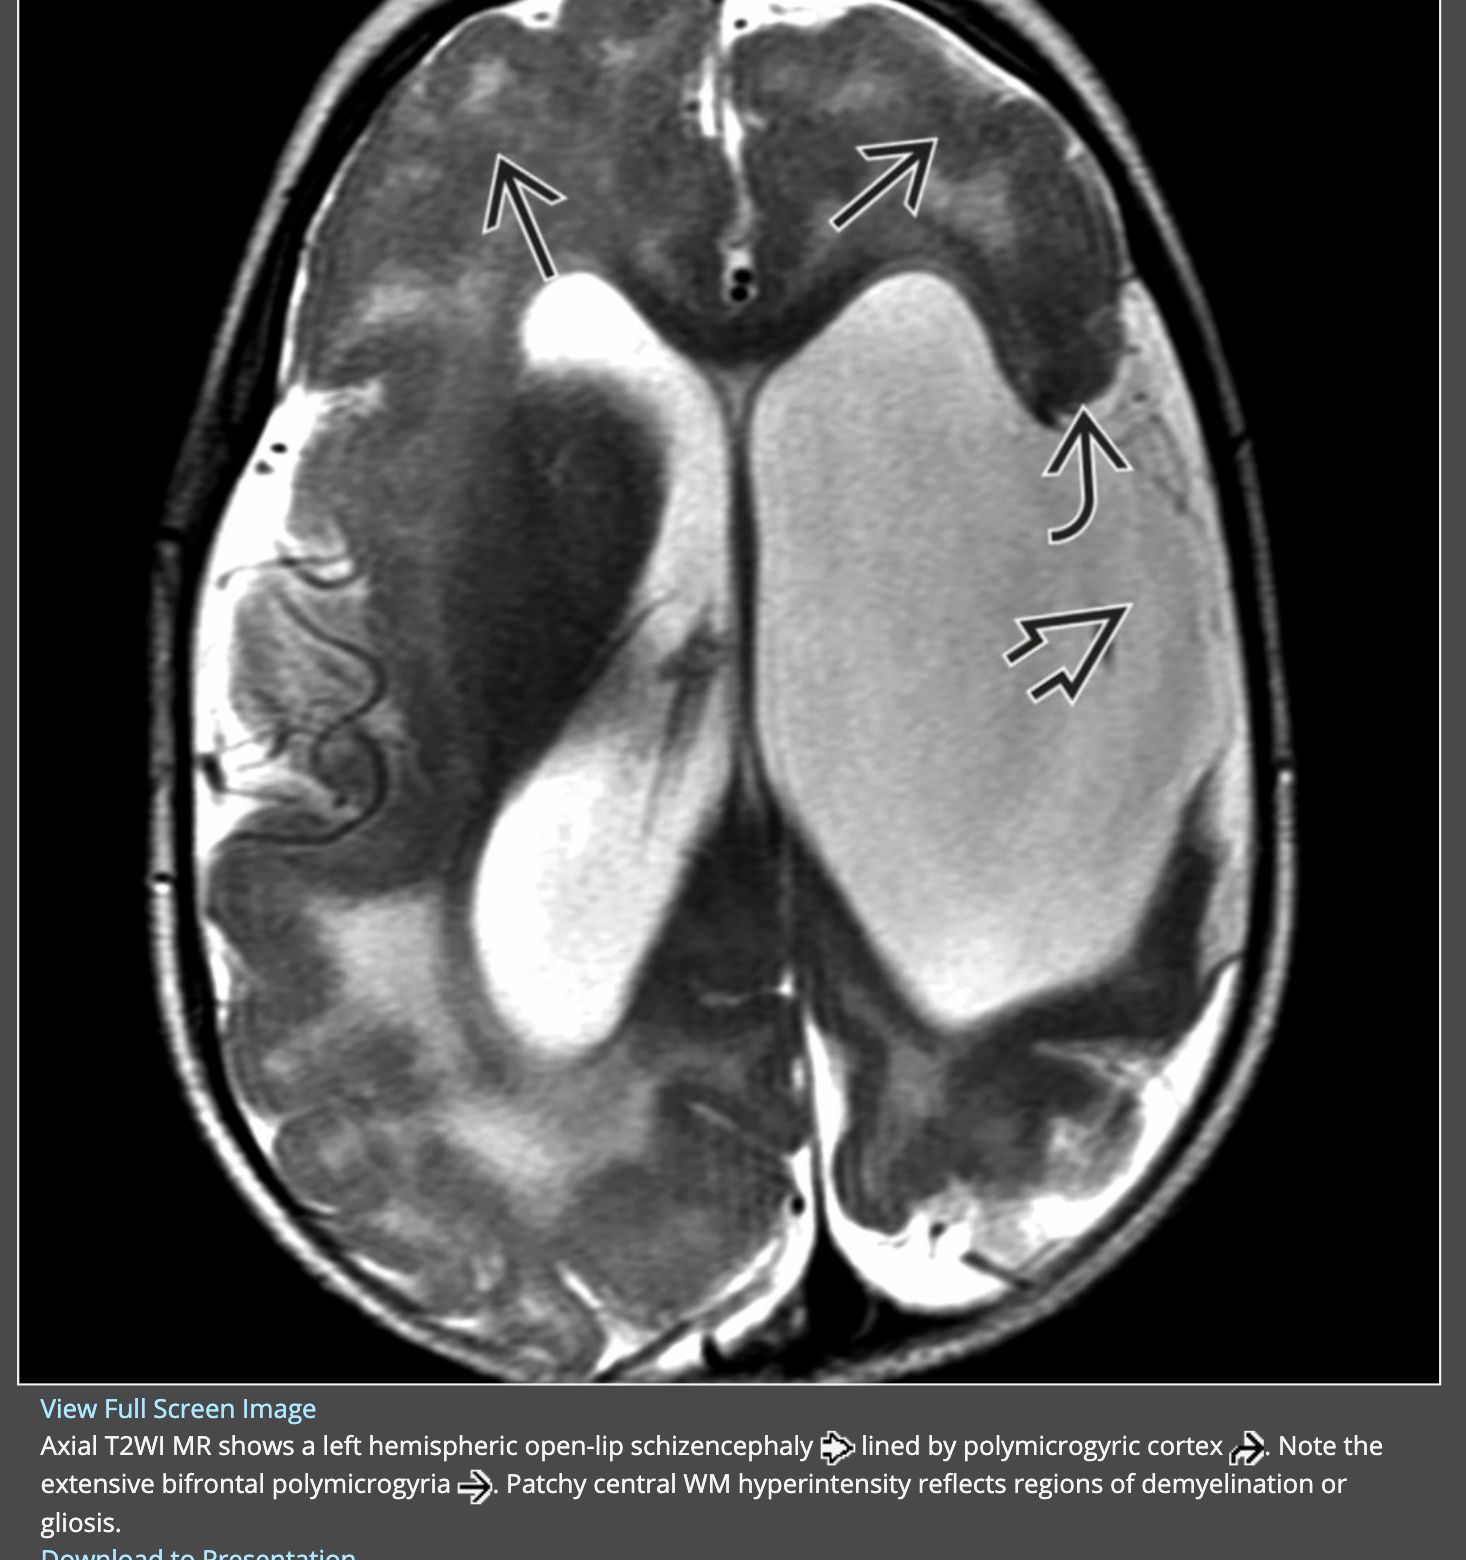 View Full Screen Image
Axial T2WI MR shows a left hemispheric open-lip schizencephaly lined by polymicrogyric cortex . Note the
extensive bifrontal polymicrogyria . Patchy central WM hyperintensity reflects regions of demyelination or
gliosis.
Download to Presentation